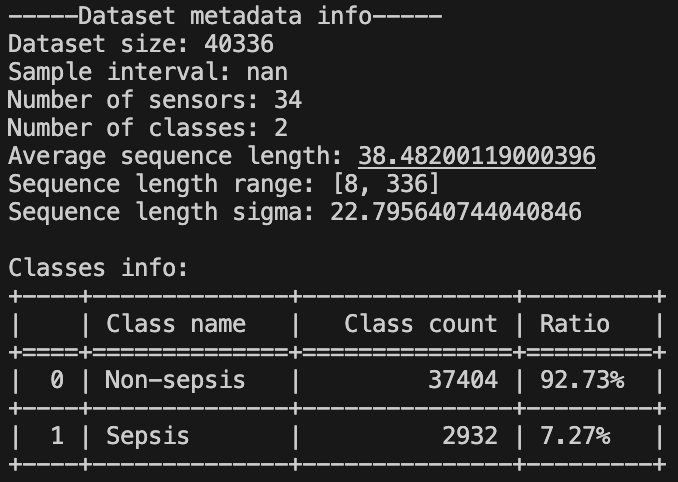 -----Dataset metadata info-----
Dataset size: 40336
Sample interval: nan
Number of sensors: 34
Number of classes: 2
Average sequence length: 38.48200119000396
Sequence length range: [8, 336]
Sequence length sigma: 22.795640744040846
Classes info:
+----+--------------+---------------+---------+
|    | Class name   |   Class count | Ratio   |
+====+==============+===============+=========+
|  0 | Non-sepsis   |         37404 | 92.73%  |
+----+--------------+---------------+---------+
|  1 | Sepsis       |          2932 | 7.27%   |
+----+--------------+---------------+---------+